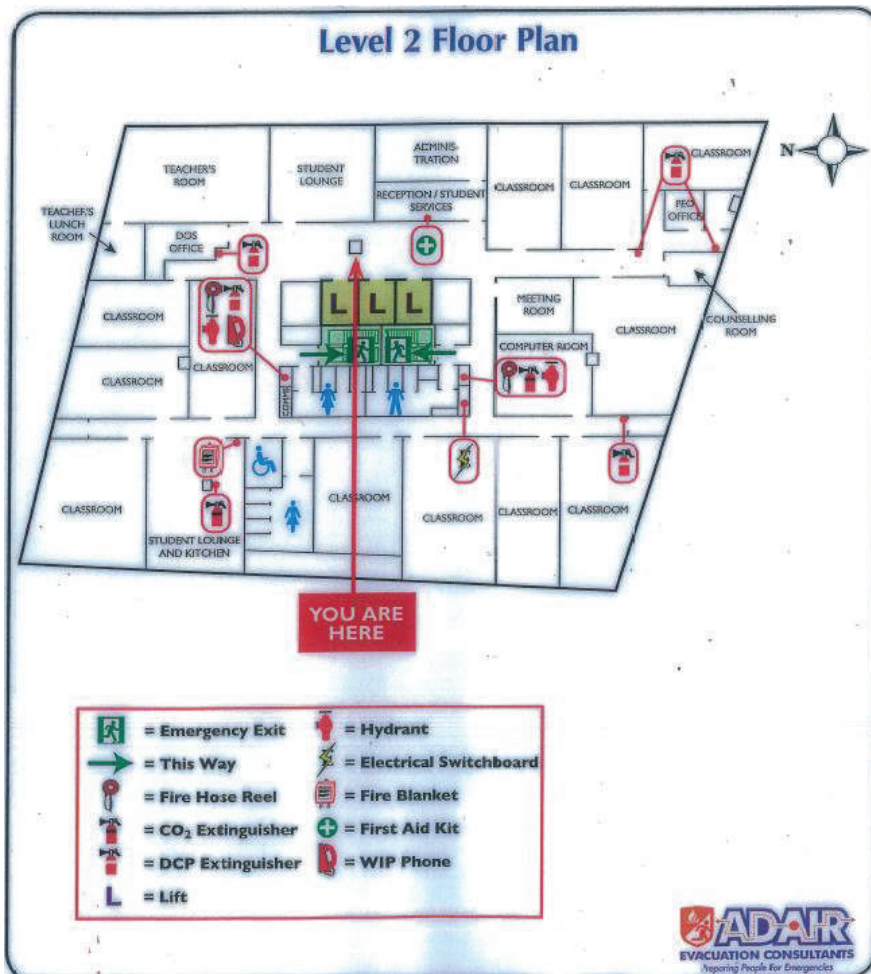 Level 2 Floor Plan
N
TEACHER'S
ROOM
STUDENT
LOUNGE
ADMINIS-
TRATION
RECEPTION / STUDENT
SERVICES
CLASSROOM
CLASSROOM
CLASSROOM
PEO
OFFICE
TEACHER'S
LUNCH
ROOM
DOS
OFFICE
L
L
L
CLASSROOM
CLASSROOM
CLASSROOM
MEETING
ROOM
COMPUTER ROOM
CLASSROOM
COUNSELLING
ROOM
CLASSROOM
STUDENT LOUNGE
AND KITCHEN
CLASSROOM
CLASSROOM
CLASSROOM
CLASSROOM
YOU ARE
HERE
= Emergency Exit
= This Way
= Fire Hose Reel
= CO₂ Extinguisher
= DCP Extinguisher
L = Lift
= Hydrant
= Electrical Switchboard
= Fire Blanket
= First Aid Kit
= WIP Phone
ADAIR
EVACUATION CONSULTANTS
Preparing People For Emergencies